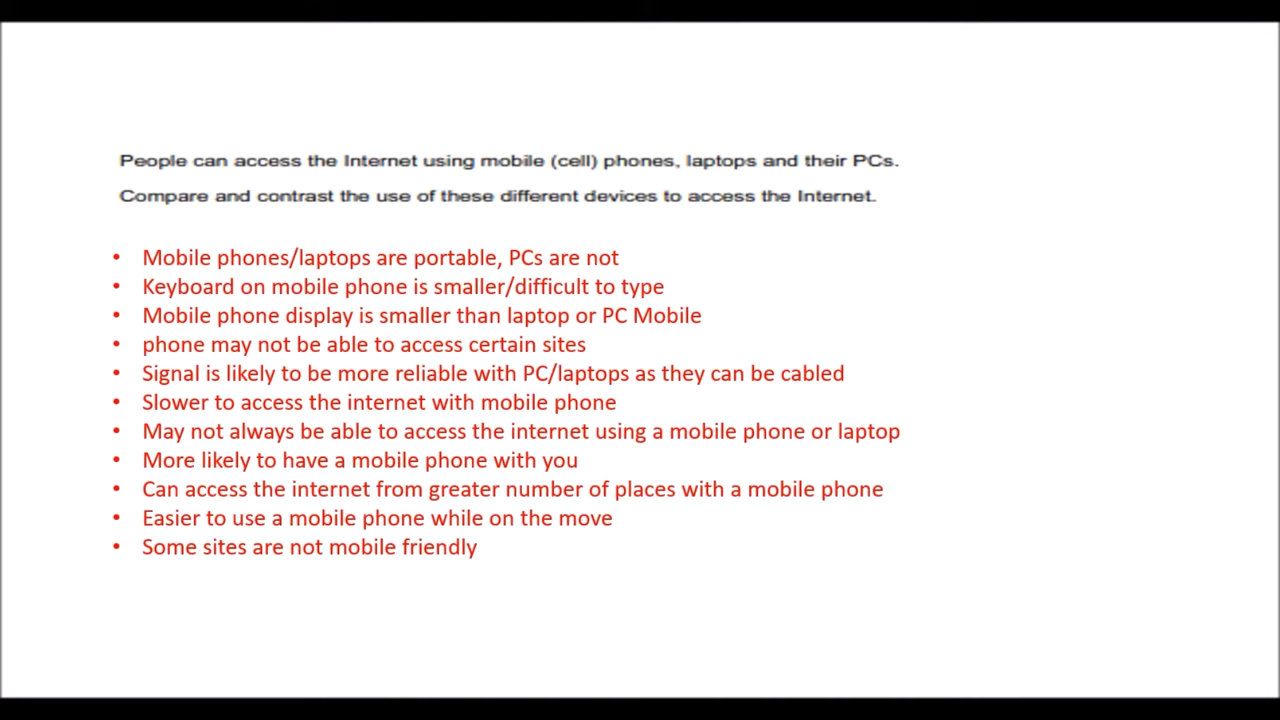 People can access the Internet using mobile (cell) phones, laptops and their PCs.
Compare and contrast the use of these different devices to access the Internet.
• Mobile phones/laptops are portable, PCs are not
• Keyboard on mobile phone is smaller/difficult to type
• Mobile phone display is smaller than laptop or PC Mobile
• phone may not be able to access certain sites
• Signal is likely to be more reliable with PC/laptops as they can be cabled
• Slower to access the internet with mobile phone
• May not always be able to access the internet using a mobile phone or laptop
• More likely to have a mobile phone with you
• Can access the internet from greater number of places with a mobile phone
• Easier to use a mobile phone while on the move
• Some sites are not mobile friendly